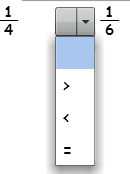 1/4 1/6
>
<
=